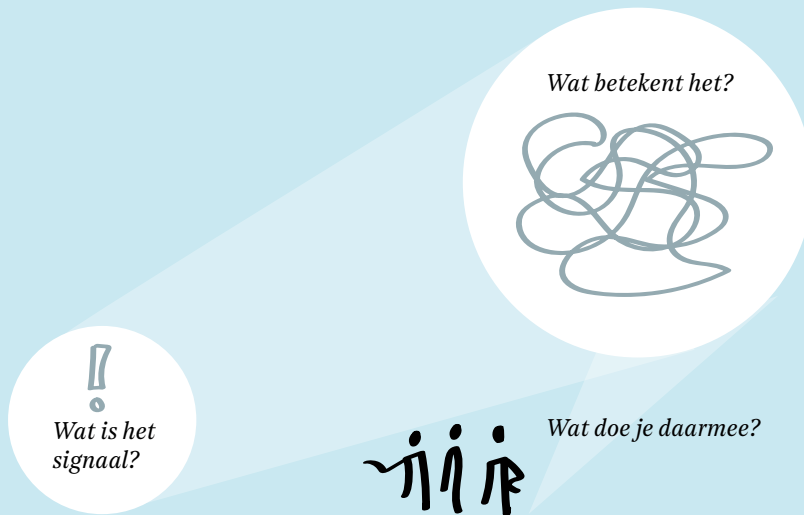 Wat betekent het?
Wat is het
signaal?
Wat doe je daarmee?